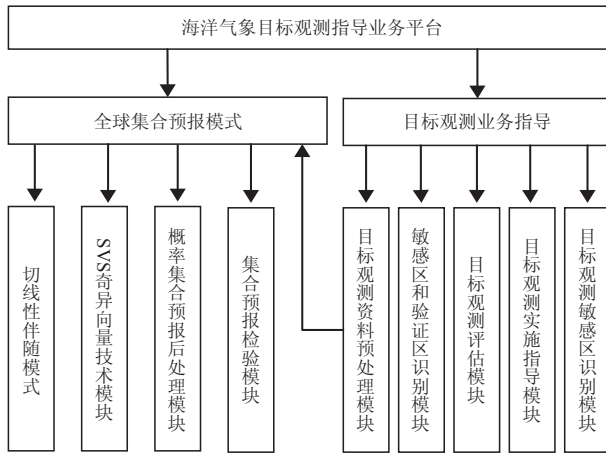 海洋气象目标观测指导业务平台
全球集合预报模式
目标观测业务指导
切线性伴随模式
SVS奇异向量技术模块
概率集合预报后处理模块
集合预报检验模块
目标观测资料预处理模块
敏感区和验证区识别模块
目标观测评估模块
目标观测实施指导模块
目标观测敏感区识别模块